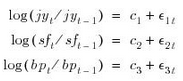 log(jy_t / jy_{t-1}) = c_1 + ϵ_{1t}
log(sf_t / sf_{t-1}) = c_2 + ϵ_{2t}
log(bp_t / bp_{t-1}) = c_3 + ϵ_{3t}